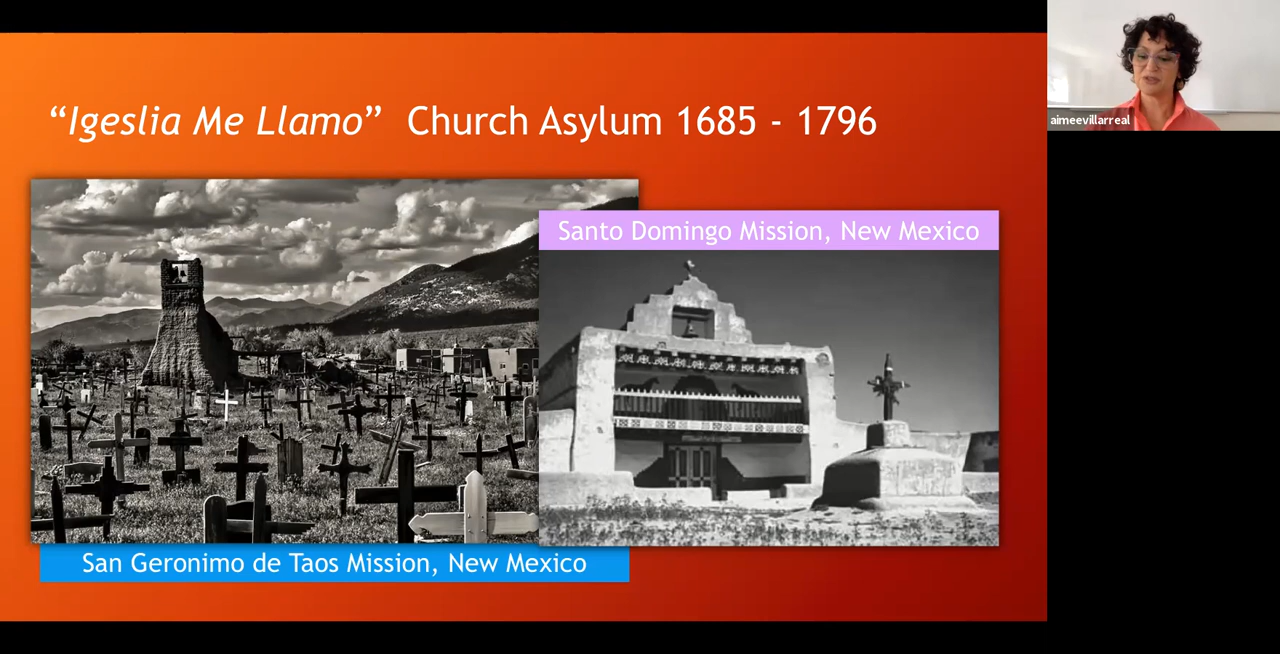 “Igeslia Me Llamo” Church Asylum 1685 - 1796
aimeevillarreal
Santo Domingo Mission, New Mexico
San Geronimo de Taos Mission, New Mexico